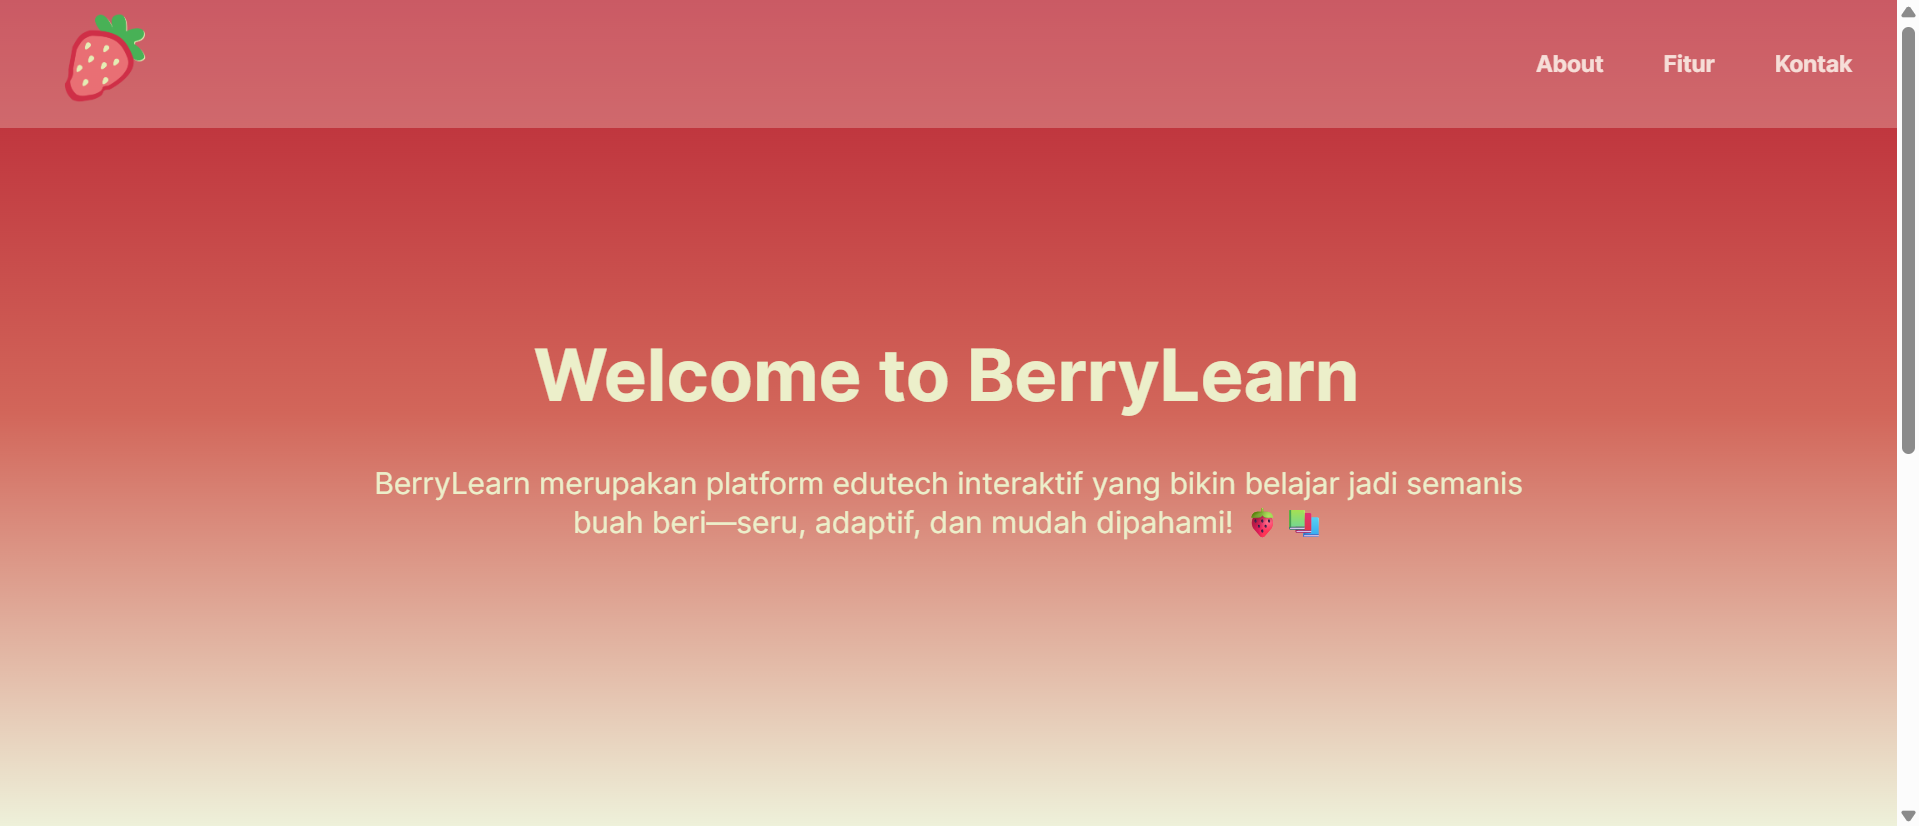 About Fitur Kontak
Welcome to BerryLearn
BerryLearn merupakan platform edutech interaktif yang bikin belajar jadi semanis
buah beri—seru, adaptif, dan mudah dipahami! 🍓 📚